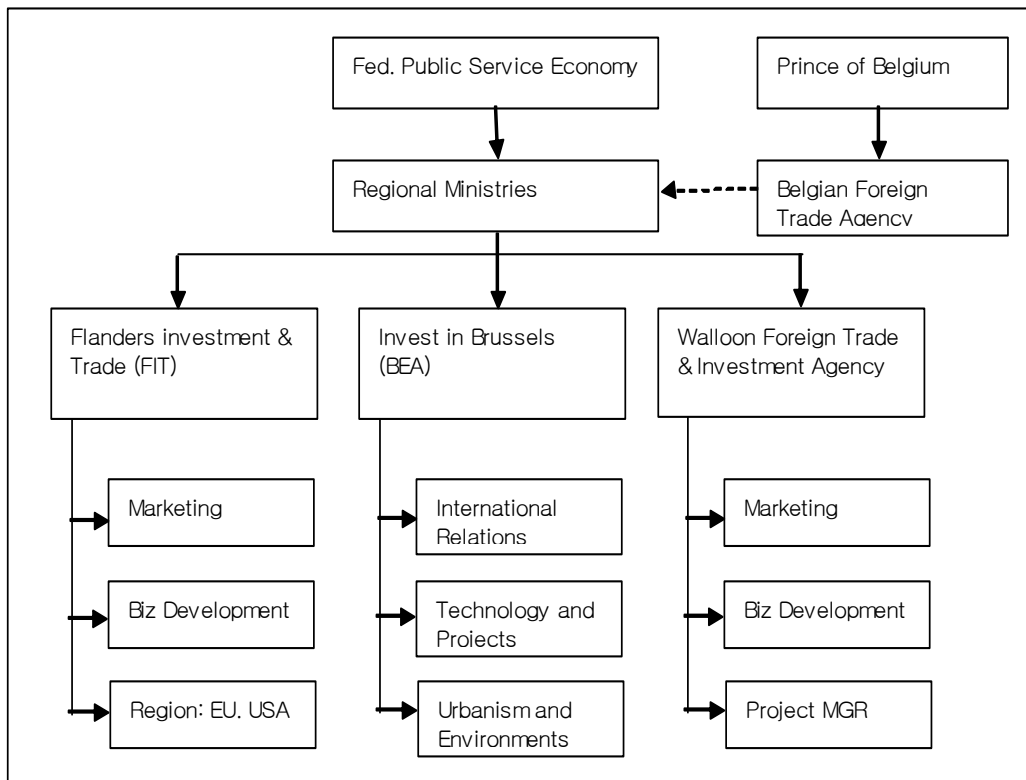 Fed. Public Service Economy
Prince of Belgium
Regional Ministries
Belgian Foreign
Trade Agency
Flanders investment &
Trade (FIT)
Invest in Brussels
(BEA)
Walloon Foreign Trade
& Investment Agency
Marketing
International
Relations
Marketing
Biz Development
Technology and
Projects
Biz Development
Region: EU. USA
Urbanism and
Environments
Project MGR